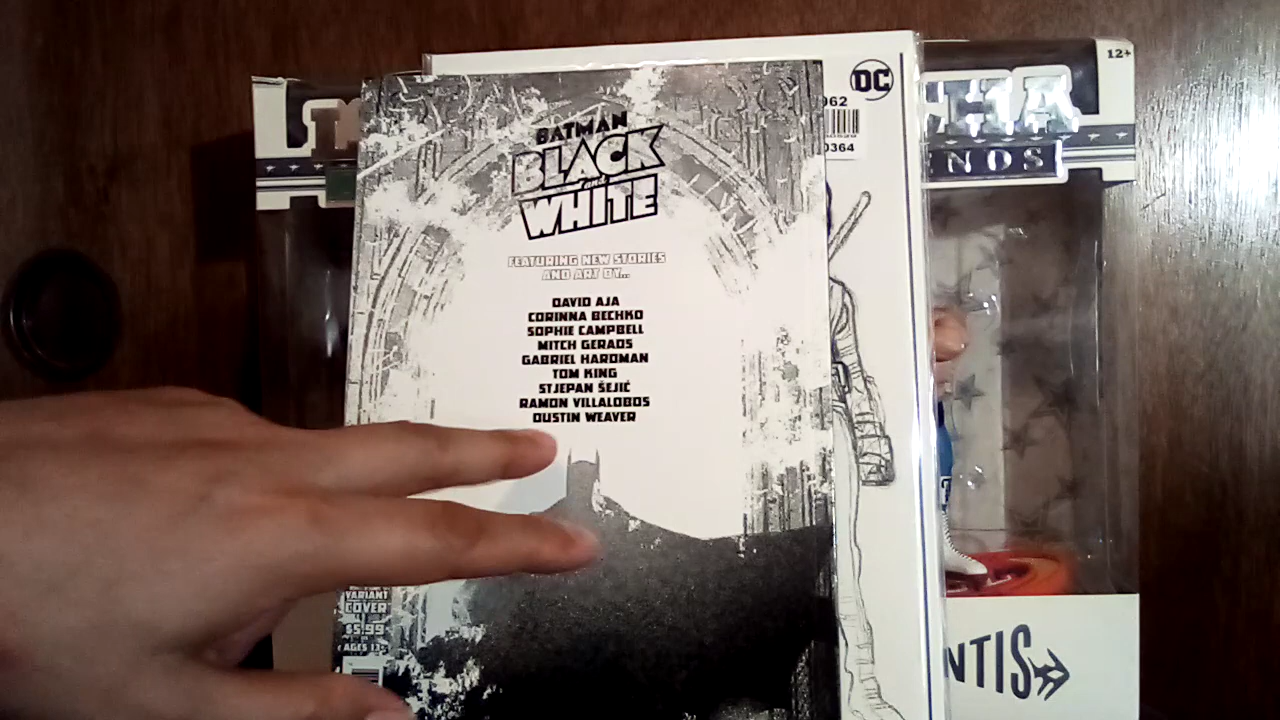 BATMAN
BLACK
and
WHITE
FEATURING NEW STORIES
AND ART BY...
DAVID AJA
CORINNA BECHKO
SOPHIE CAMPBELL
MITCH GERADS
GABRIEL HARDMAN
TOM KING
STJEPAN ŠEJIĆ
RAMON VILLALOBOS
DUSTIN WEAVER
VARIANT
COVER
$5.99
AGES 13+
DC
062
0364
12+
HA
NDS
NTIS